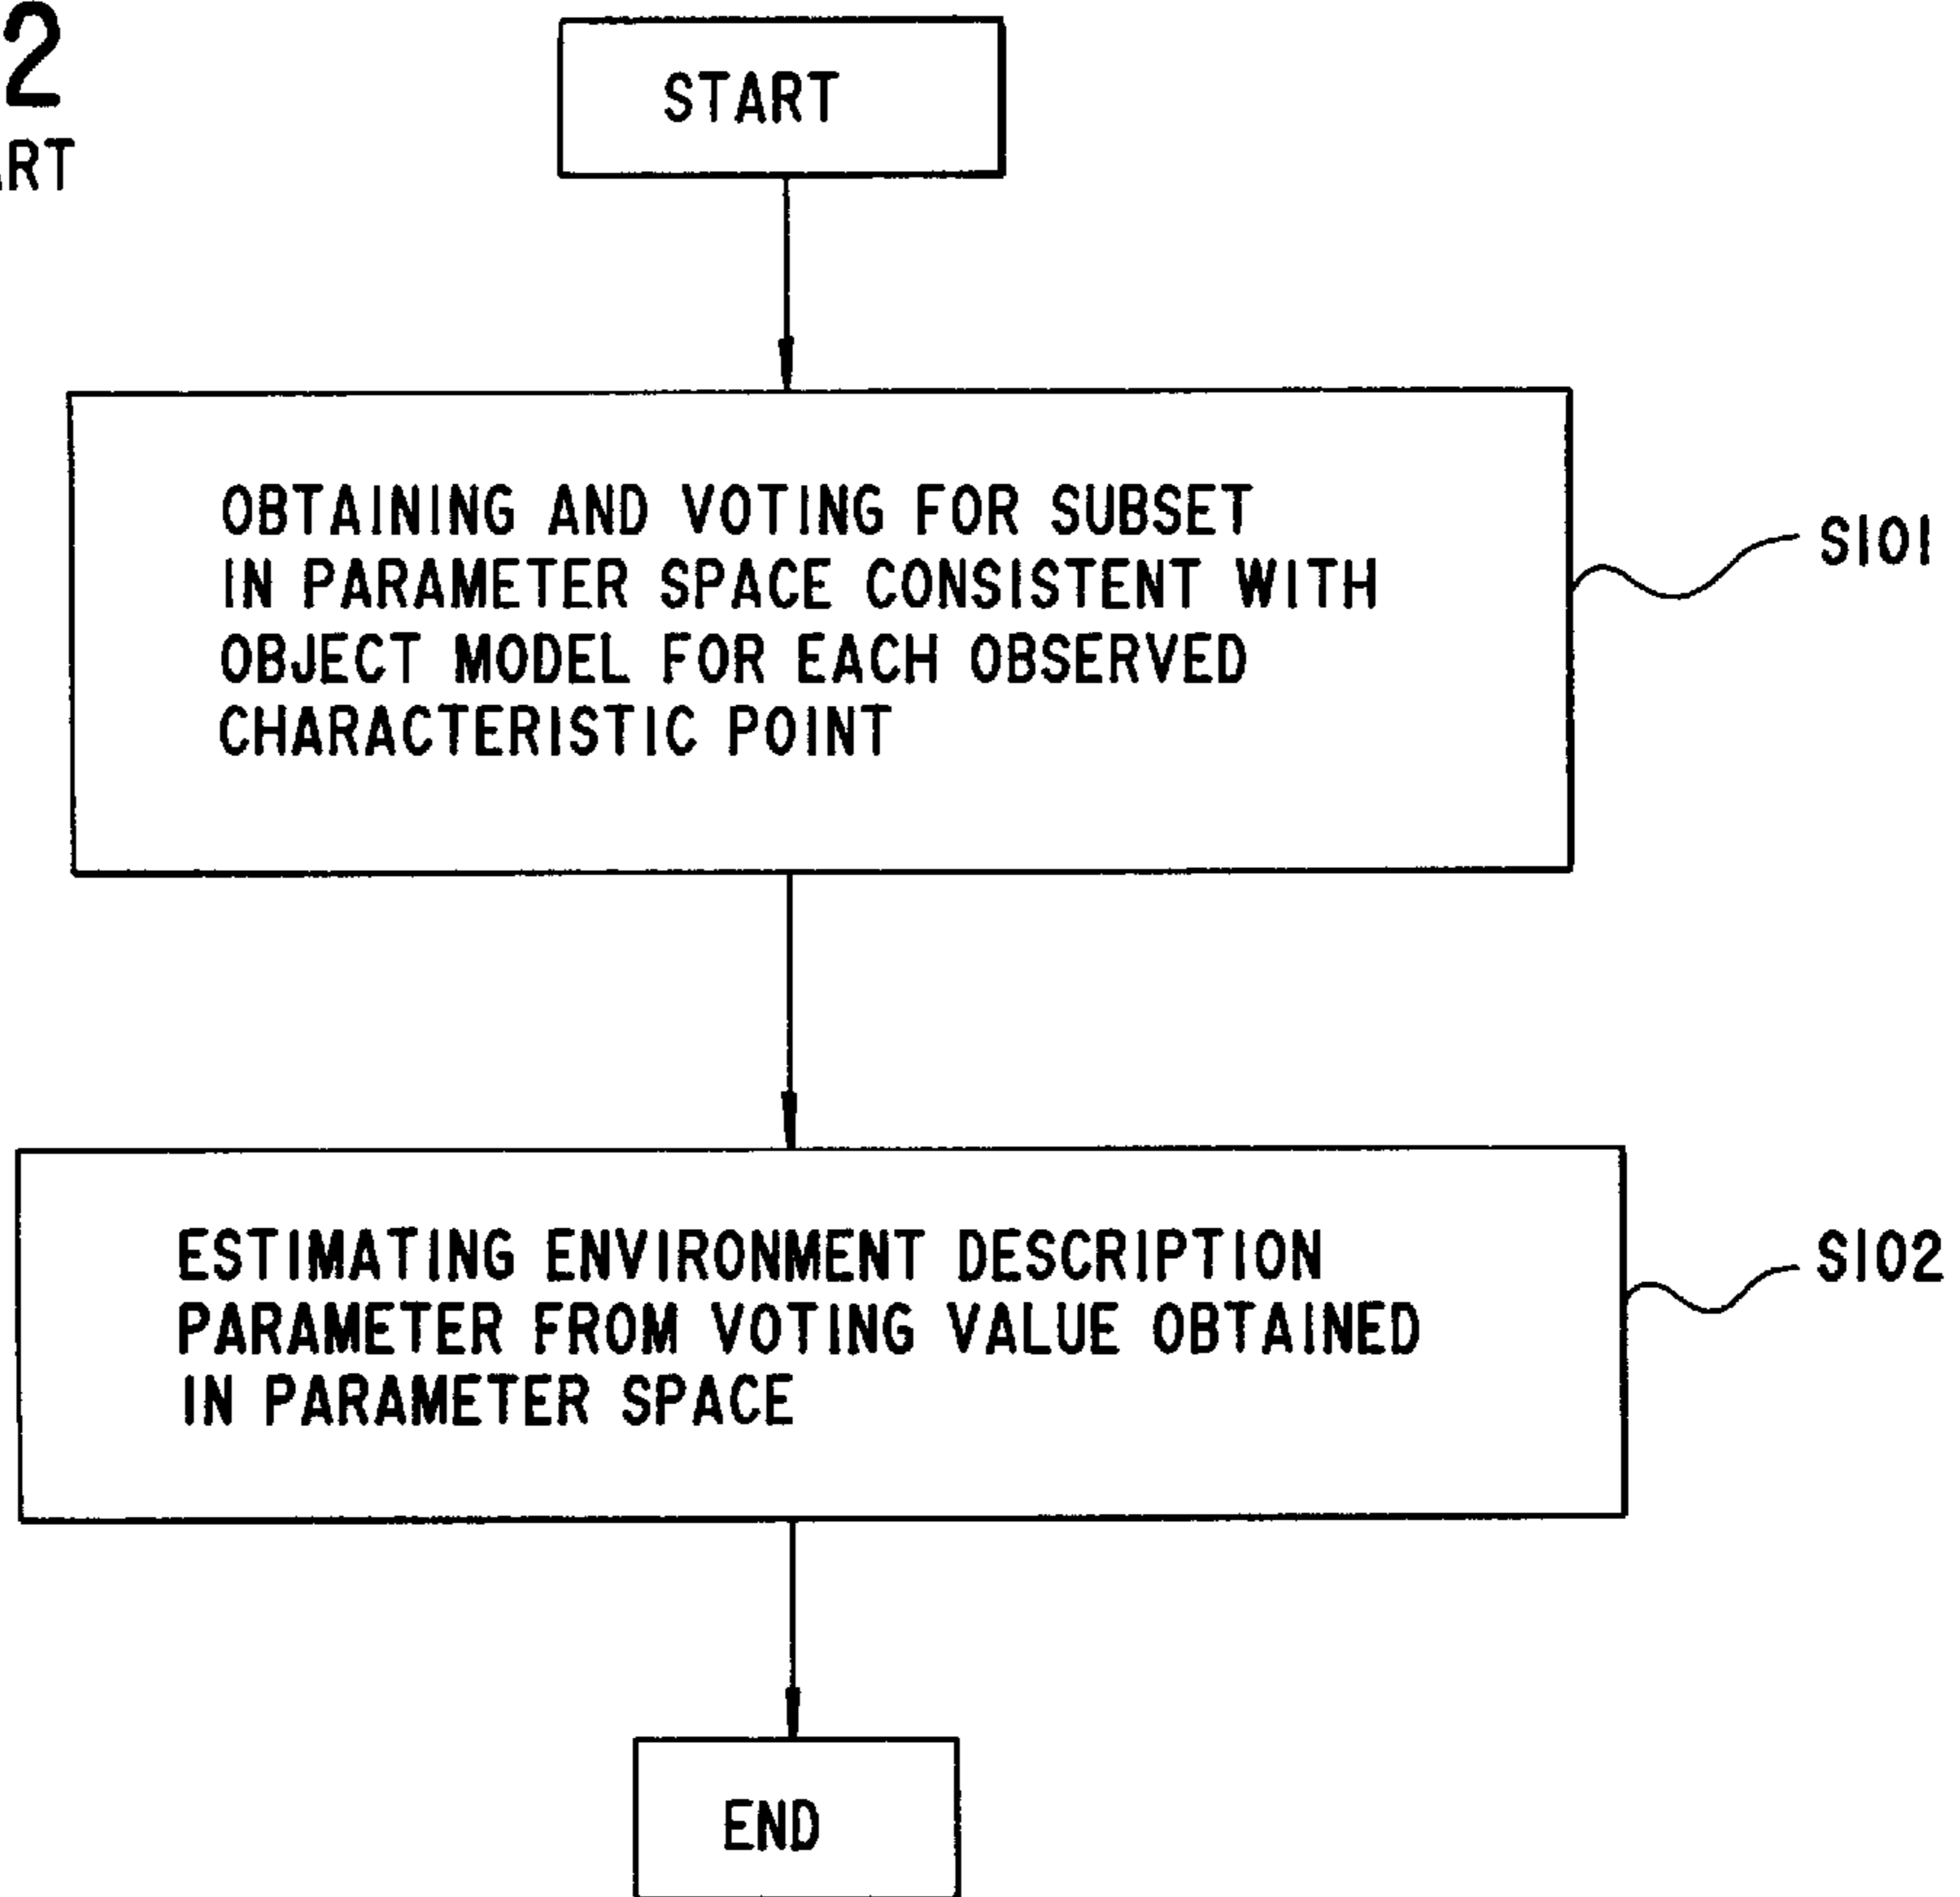 2
START
OBTAINING AND VOTING FOR SUBSET
IN PARAMETER SPACE CONSISTENT WITH
OBJECT MODEL FOR EACH OBSERVED
CHARACTERISTIC POINT
S101
ESTIMATING ENVIRONMENT DESCRIPTION
PARAMETER FROM VOTING VALUE OBTAINED
IN PARAMETER SPACE
S102
END